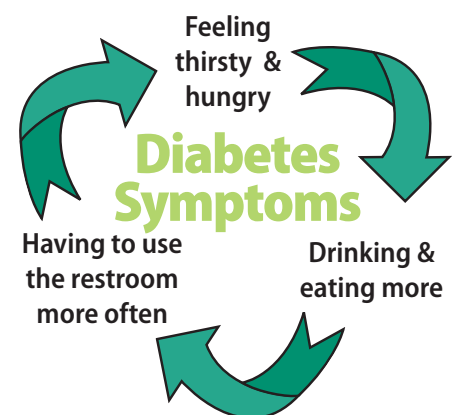 Feeling
thirsty &
hungry
Diabetes
Symptoms
Drinking &
eating more
Having to use
the restroom
more often